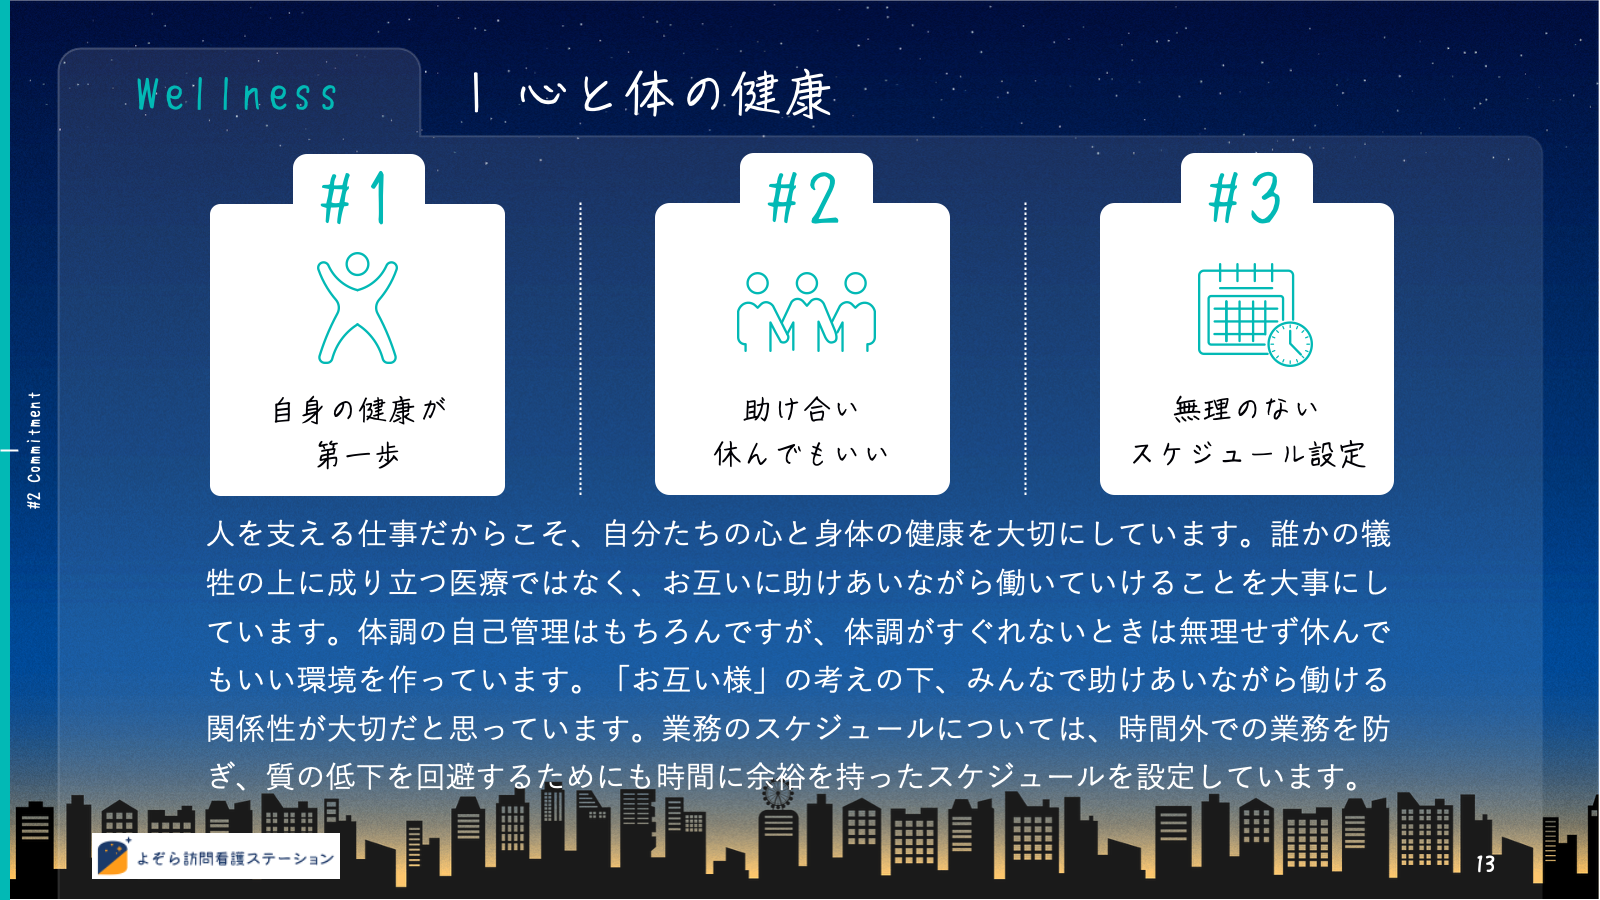 Wellness
| 心と体の健康
#1
自身の健康が
第一歩
#2
助け合い
休んでもいい
#3
無理のない
スケジュール設定
人を支える仕事だからこそ、自分たちの心と身体の健康を大切にしています。誰かの犠
牲の上に成り立つ医療ではなく、お互いに助けあいながら働いていけることを大事にし
ています。体調の自己管理はもちろんですが、体調がすぐれないときは無理せず休んで
もいい環境を作っています。「お互い様」の考えの下、みんなで助けあいながら働ける
関係性が大切だと思っています。業務のスケジュールについては、時間外での業務を防
ぎ、質の低下を回避するためにも時間に余裕を持ったスケジュールを設定しています。
#2 Commitment
よぞら訪問看護ステーション
13